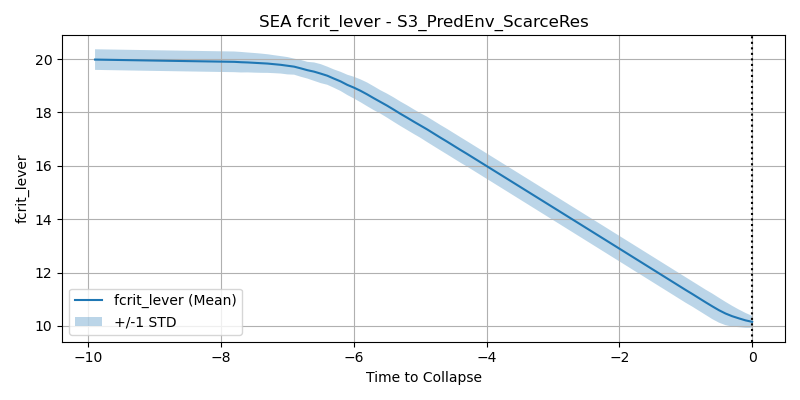 SEA fcrit_lever - S3_PredEnv_ScarceRes
fcrit_lever
20
18
16
14
12
10
fcrit_lever (Mean)
+/-1 STD
−10
−8
−6
−4
−2
0
Time to Collapse